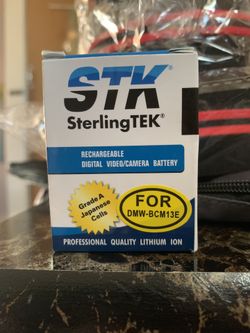 STK
SterlingTEK®
RECHARGEABLE
DIGITAL VIDEO/CAMERA BATTERY
Grade A
Japanese
Cells
FOR
DMW-BCM13E
PROFESSIONAL QUALITY LITHIUM ION